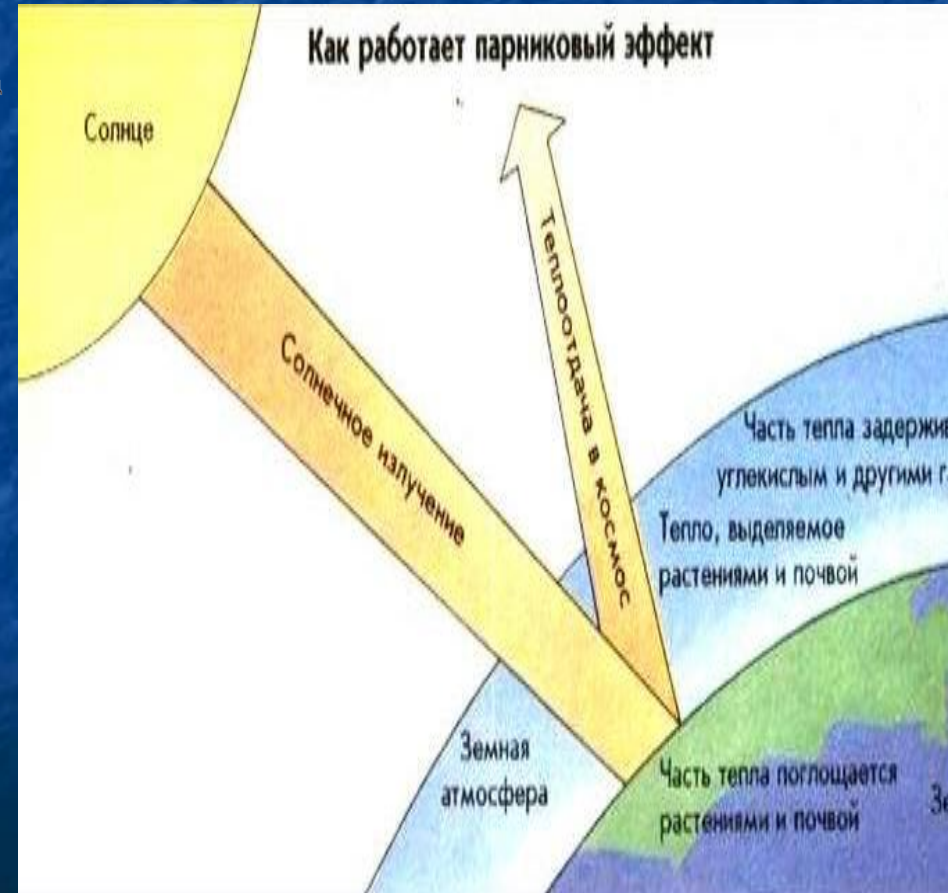 Как работает парниковый эффект
Солнце
Теплоотдача в космос
Солнечное излучение
Часть тепла задержив
углекислым и другими г
Тепло, выделяемое
растениями и почвой
Земная
атмосфера
Часть тепла поглощается
растениями и почвой